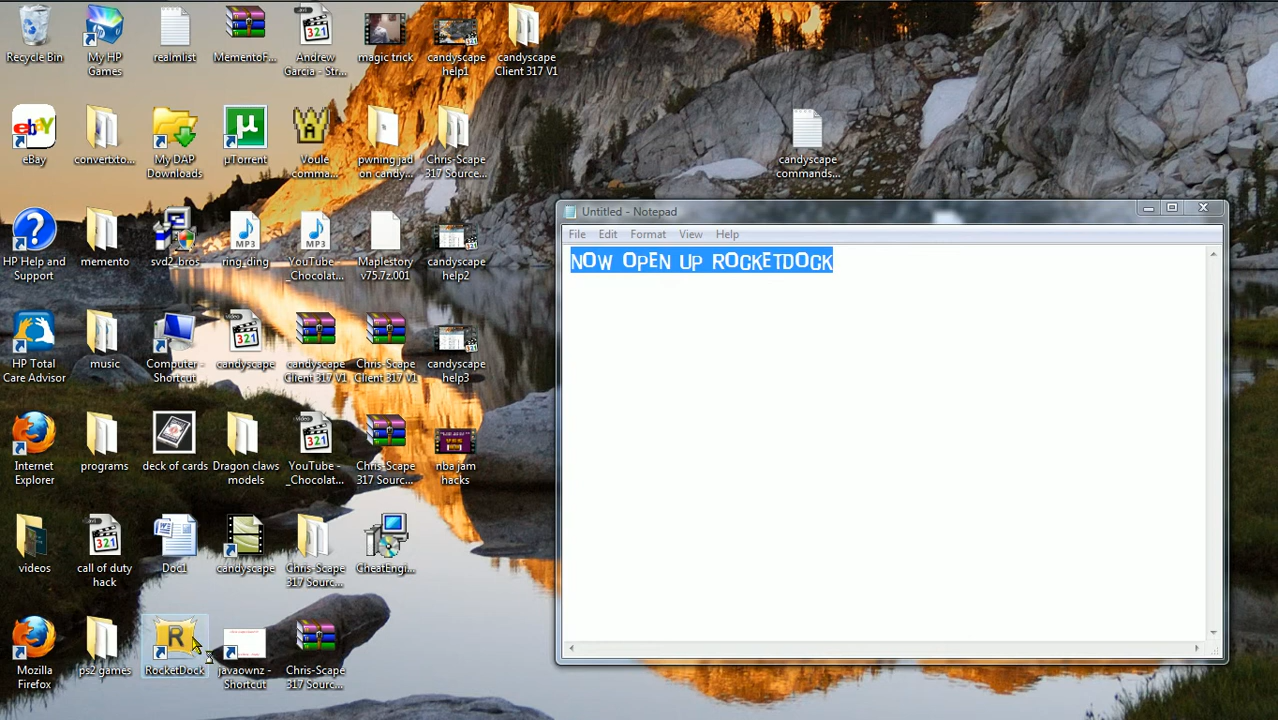 Recycle Bin
My HP Games
realmlist
MementoF...
Andrew Garcia - Str...
magic trick
candyscape help1
candyscape Client 317 V1
eBay
convertxto...
My DAP Downloads
µTorrent
Voule comma...
pwning jad on candy...
Chris-Scape 317 Source...
candyscape commands...
HP Help and Support
memento
svd2_bros
ring_ding
YouTube - _Chocolat...
Maplestory v75.7z.001
candyscape help2
HP Total Care Advisor
music
Computer - Shortcut
candyscape
candyscape Client 317 V1
Chris-Scape Client 317 V1
candyscape help3
Internet Explorer
programs
deck of cards
Dragon claws models
YouTube - _Chocolat...
Chris-Scape 317 Sourc...
nba jam hacks
videos
call of duty hack
Doc1
candyscape
Chris-Scape 317 Sourc...
CheatEngi...
Mozilla Firefox
ps2 games
RocketDock
javaownz - Shortcut
Chris-Scape 317 Sourc...
Untitled - Notepad
File Edit Format View Help
NOW OPEN UP ROCKETDOCK